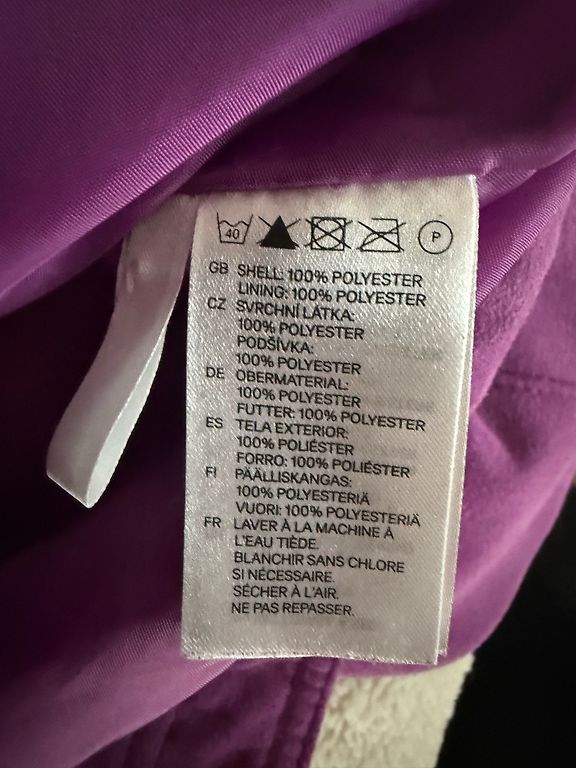 40 P
GB SHELL: 100% POLYESTER
LINING: 100% POLYESTER
CZ SVRCHNÍ LÁTKA:
100% POLYESTER
PODŠÍVKA:
100% POLYESTER
DE OBERMATERIAL:
100% POLYESTER
FUTTER: 100% POLYESTER
ES TELA EXTERIOR:
100% POLIÉSTER
FORRO: 100% POLIÉSTER
FI PÄÄLLISKANGAS:
100% POLYESTERIÄ
VUORI: 100% POLYESTERIÄ
FR LAVER À LA MACHINE À
L'EAU TIÈDE.
BLANCHIR SANS CHLORE
SI NÉCESSAIRE.
SÉCHER À L'AIR.
NE PAS REPASSER.